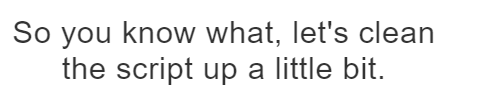 So you know what, let's clean
the script up a little bit.